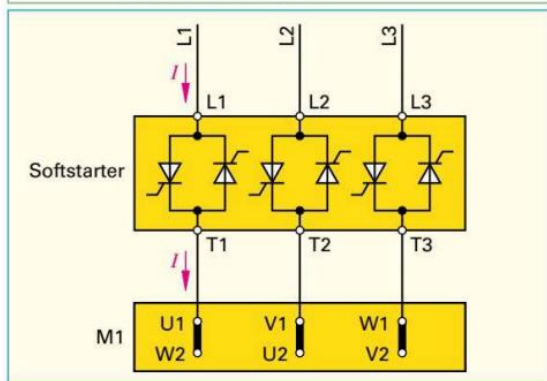 L1 L2 L3
I
L1 L2 L3
Softstarter
T1 T2 T3
I
M1
U1 V1 W1
W2 U2 V2